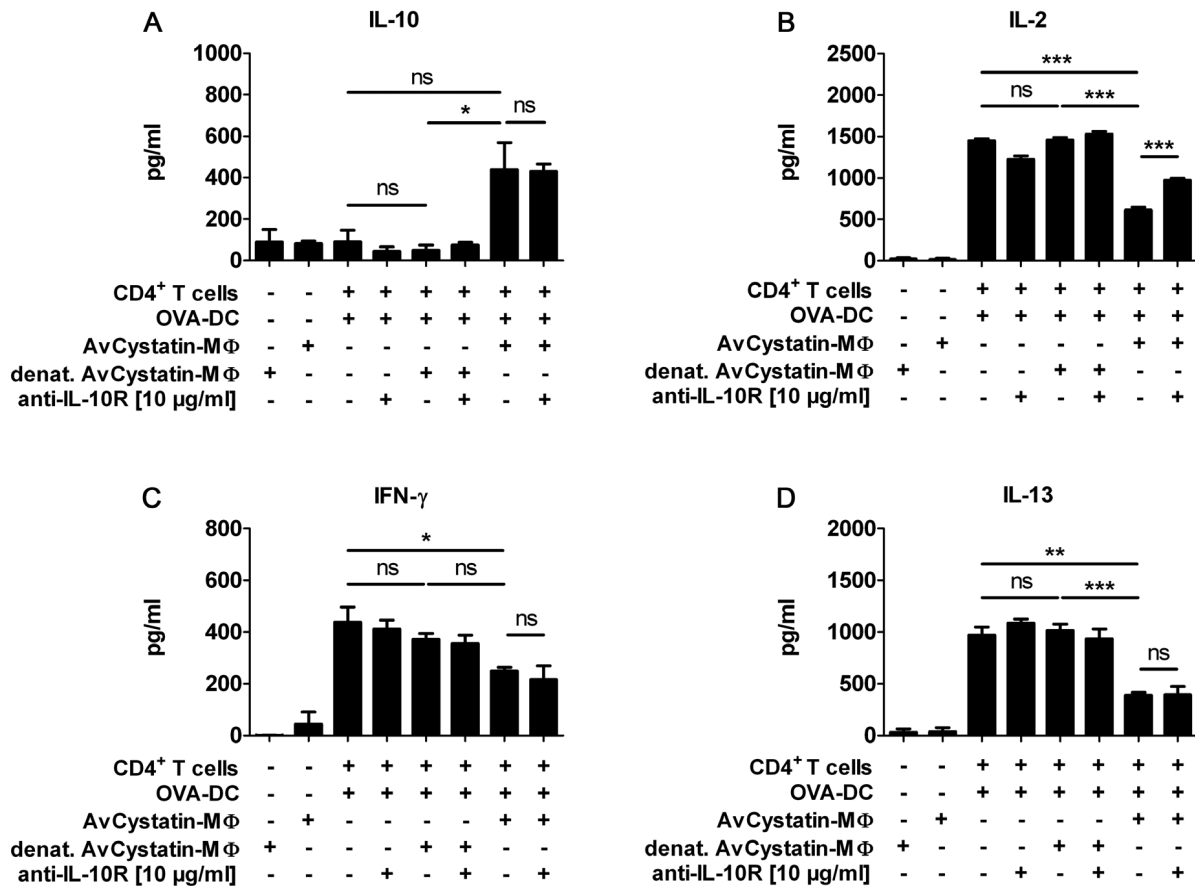 A IL-10
1000
800
600
400
200
0
pg/ml
ns
* ns
ns
CD4+ T cells - - + + + + + +
OVA-DC - - + + + + + +
AvCystatin-MΦ - + - - - - + +
denat. AvCystatin-MΦ + - - - + + - -
anti-IL-10R [10 µg/ml] - - - + - + - +
B IL-2
2500
2000
1500
1000
500
0
pg/ml
***
ns ***
***
CD4+ T cells - - + + + + + +
OVA-DC - - + + + + + +
AvCystatin-MΦ - + - - - - + +
denat. AvCystatin-MΦ + - - - + + - -
anti-IL-10R [10 µg/ml] - - - + - + - +
C IFN-γ
800
600
400
200
0
pg/ml
*
ns ns
ns
CD4+ T cells - - + + + + + +
OVA-DC - - + + + + + +
AvCystatin-MΦ - + - - - - + +
denat. AvCystatin-MΦ + - - - + + - -
anti-IL-10R [10 µg/ml] - - - + - + - +
D IL-13
2000
1500
1000
500
0
pg/ml
**
ns ***
ns
CD4+ T cells - - + + + + + +
OVA-DC - - + + + + + +
AvCystatin-MΦ - + - - - - + +
denat. AvCystatin-MΦ + - - - + + - -
anti-IL-10R [10 µg/ml] - - - + - + - +